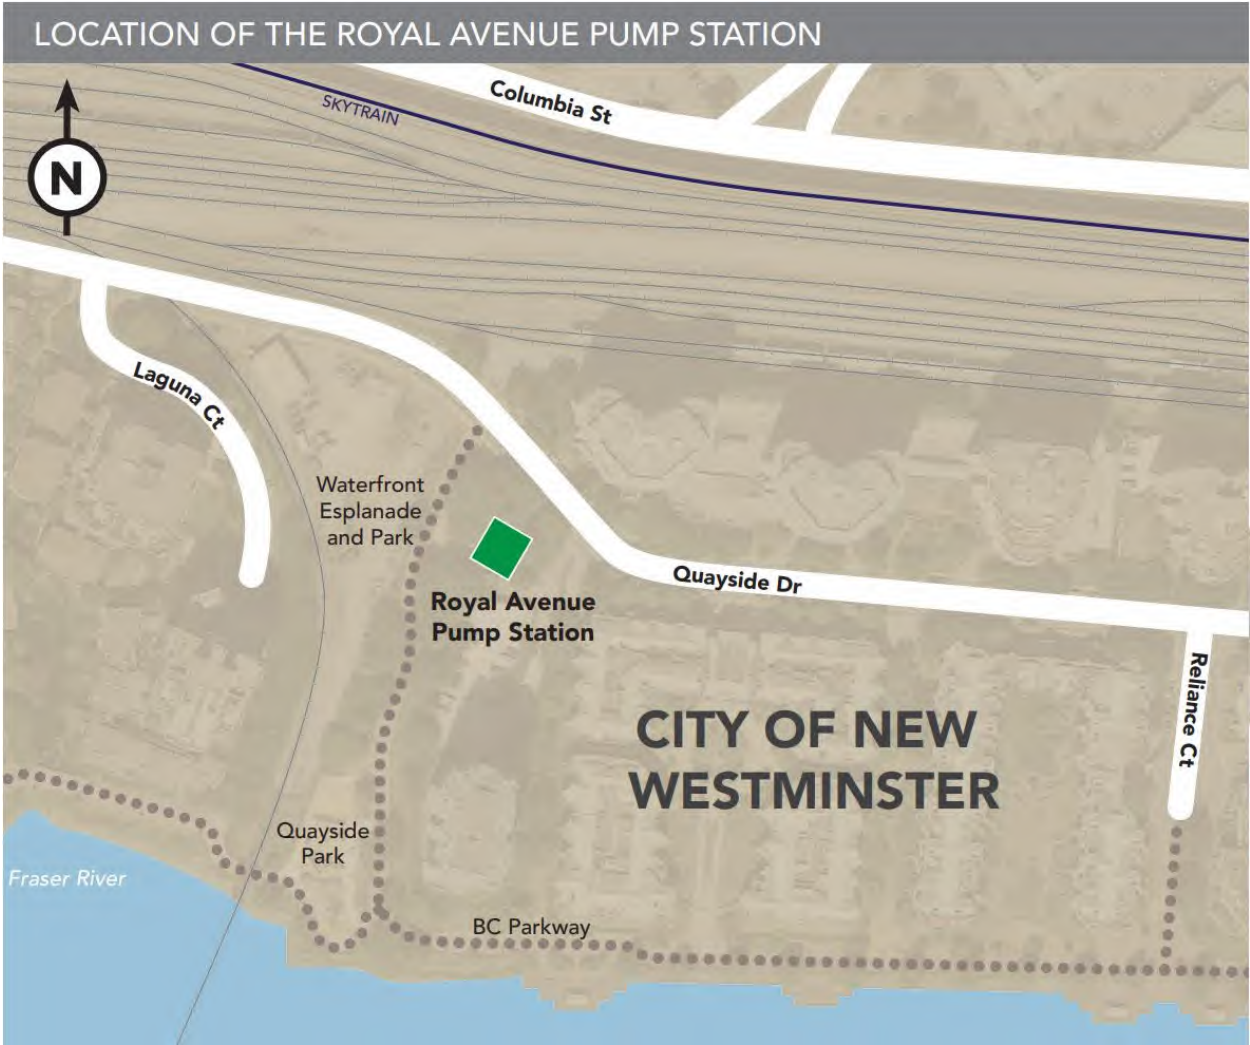 LOCATION OF THE ROYAL AVENUE PUMP STATION
Columbia St
SKYTRAIN
N
Laguna Ct
Waterfront
Esplanade
and Park
Quayside Dr
Royal Avenue
Pump Station
Reliance Ct
CITY OF NEW
WESTMINSTER
Quayside
Park
Fraser River
BC Parkway